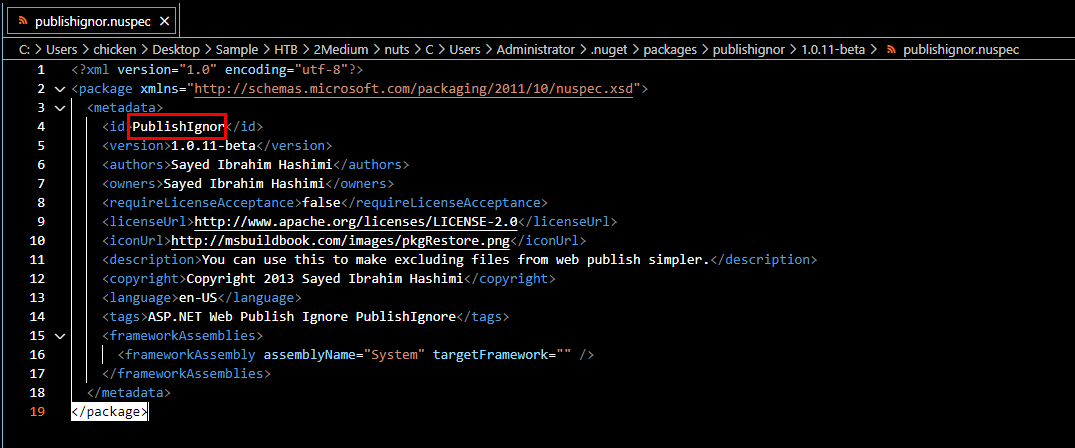 publishignor.nuspec
C: > Users > chicken > Desktop > Sample > HTB > 2Medium > nuts > C > Users > Administrator > .nuget > packages > publishignor > 1.0.11-beta > publishignor.nuspec
1 <?xml version="1.0" encoding="utf-8"?>
2 <package xmlns="http://schemas.microsoft.com/packaging/2011/10/nuspec.xsd">
3 <metadata>
4 <id>PublishIgnor</id>
5 <version>1.0.11-beta</version>
6 <authors>Sayed Ibrahim Hashimi</authors>
7 <owners>Sayed Ibrahim Hashimi</owners>
8 <requireLicenseAcceptance>false</requireLicenseAcceptance>
9 <licenseUrl>http://www.apache.org/licenses/LICENSE-2.0</licenseUrl>
10 <iconUrl>http://msbuildbook.com/images/pkgRestore.png</iconUrl>
11 <description>You can use this to make excluding files from web publish simpler.</description>
12 <copyright>Copyright 2013 Sayed Ibrahim Hashimi</copyright>
13 <language>en-US</language>
14 <tags>ASP.NET Web Publish Ignore PublishIgnore</tags>
15 <frameworkAssemblies>
16 <frameworkAssembly assemblyName="System" targetFramework="" />
17 </frameworkAssemblies>
18 </metadata>
19 </package>